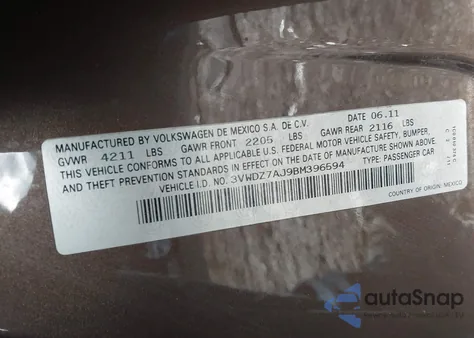 MANUFACTURED BY VOLKSWAGEN DE MEXICO S.A. DE C.V. DATE 06.11
GVWR 4211 LBS GAWR FRONT 2205 LBS GAWR REAR 2116 LBS
THIS VEHICLE CONFORMS TO ALL APPLICABLE U.S. FEDERAL MOTOR VEHICLE SAFETY, BUMPER,
AND THEFT PREVENTION STANDARDS IN EFFECT ON THE DATE OF MANUFACTURE SHOWN ABOVE.
VEHICLE I.D. NO. 3VWDZ7AJ9BM396594 TYPE: PASSENGER CAR
COUNTRY OF ORIGIN: MEXICO
autaSnap